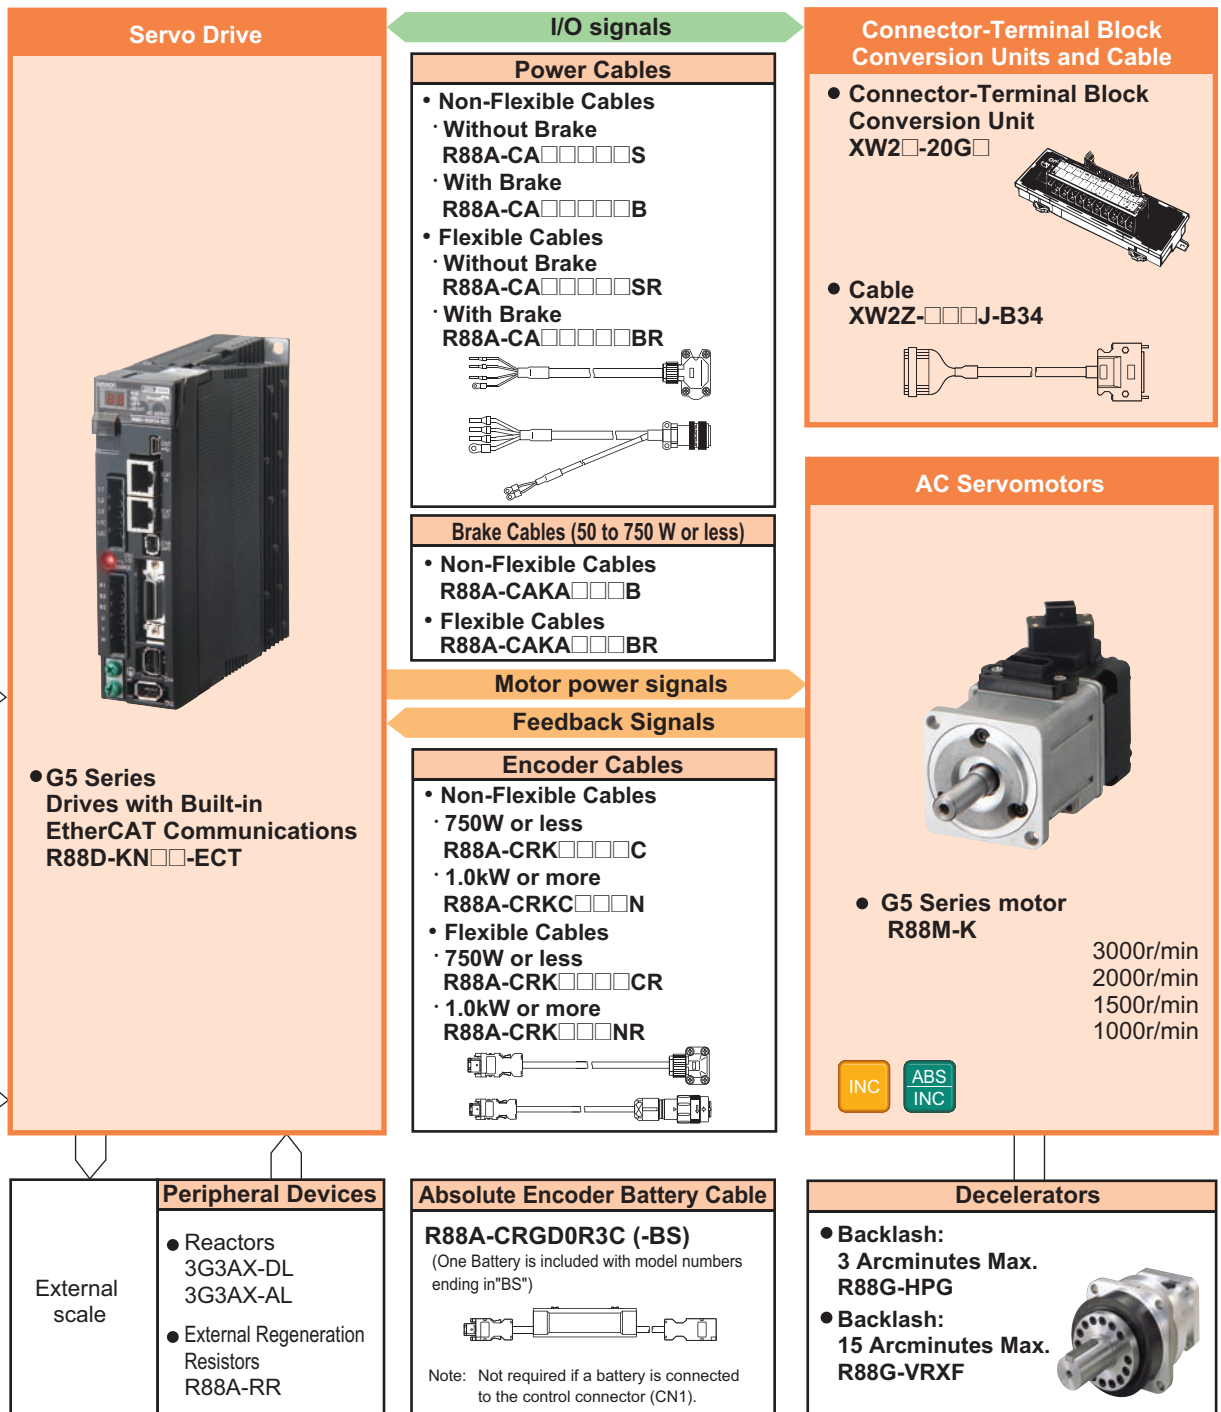 Servo Drive
G5 Series
Drives with Built-in
EtherCAT Communications
R88D-KN□□-ECT
I/O signals
Power Cables
• Non-Flexible Cables
· Without Brake
R88A-CA□□□□□S
· With Brake
R88A-CA□□□□□B
• Flexible Cables
· Without Brake
R88A-CA□□□□□SR
· With Brake
R88A-CA□□□□□BR
Brake Cables (50 to 750 W or less)
• Non-Flexible Cables
R88A-CAKA□□□B
• Flexible Cables
R88A-CAKA□□□BR
Motor power signals
Feedback Signals
Encoder Cables
• Non-Flexible Cables
· 750W or less
R88A-CRK□□□□C
· 1.0kW or more
R88A-CRKC□□□N
• Flexible Cables
· 750W or less
R88A-CRK□□□□CR
· 1.0kW or more
R88A-CRK□□□NR
Connector-Terminal Block
Conversion Units and Cable
● Connector-Terminal Block
Conversion Unit
XW2□-20G□
● Cable
XW2Z-□□□J-B34
AC Servomotors
● G5 Series motor
R88M-K
3000r/min
2000r/min
1500r/min
1000r/min
INC
ABS
INC
External
scale
Peripheral Devices
● Reactors
3G3AX-DL
3G3AX-AL
● External Regeneration
Resistors
R88A-RR
Absolute Encoder Battery Cable
R88A-CRGD0R3C (-BS)
(One Battery is included with model numbers
ending in"BS")
Note: Not required if a battery is connected
to the control connector (CN1).
Decelerators
● Backlash:
3 Arcminutes Max.
R88G-HPG
● Backlash:
15 Arcminutes Max.
R88G-VRXF